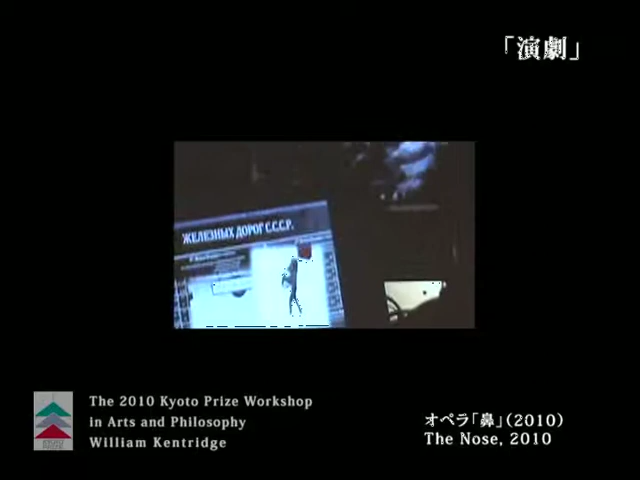 「演劇」
ЖЕЛЕЗНЫХ ДОРОГ С.С.С.Р.
The 2010 Kyoto Prize Workshop
in Arts and Philosophy
William Kentridge
オペラ「鼻」(2010)
The Nose, 2010